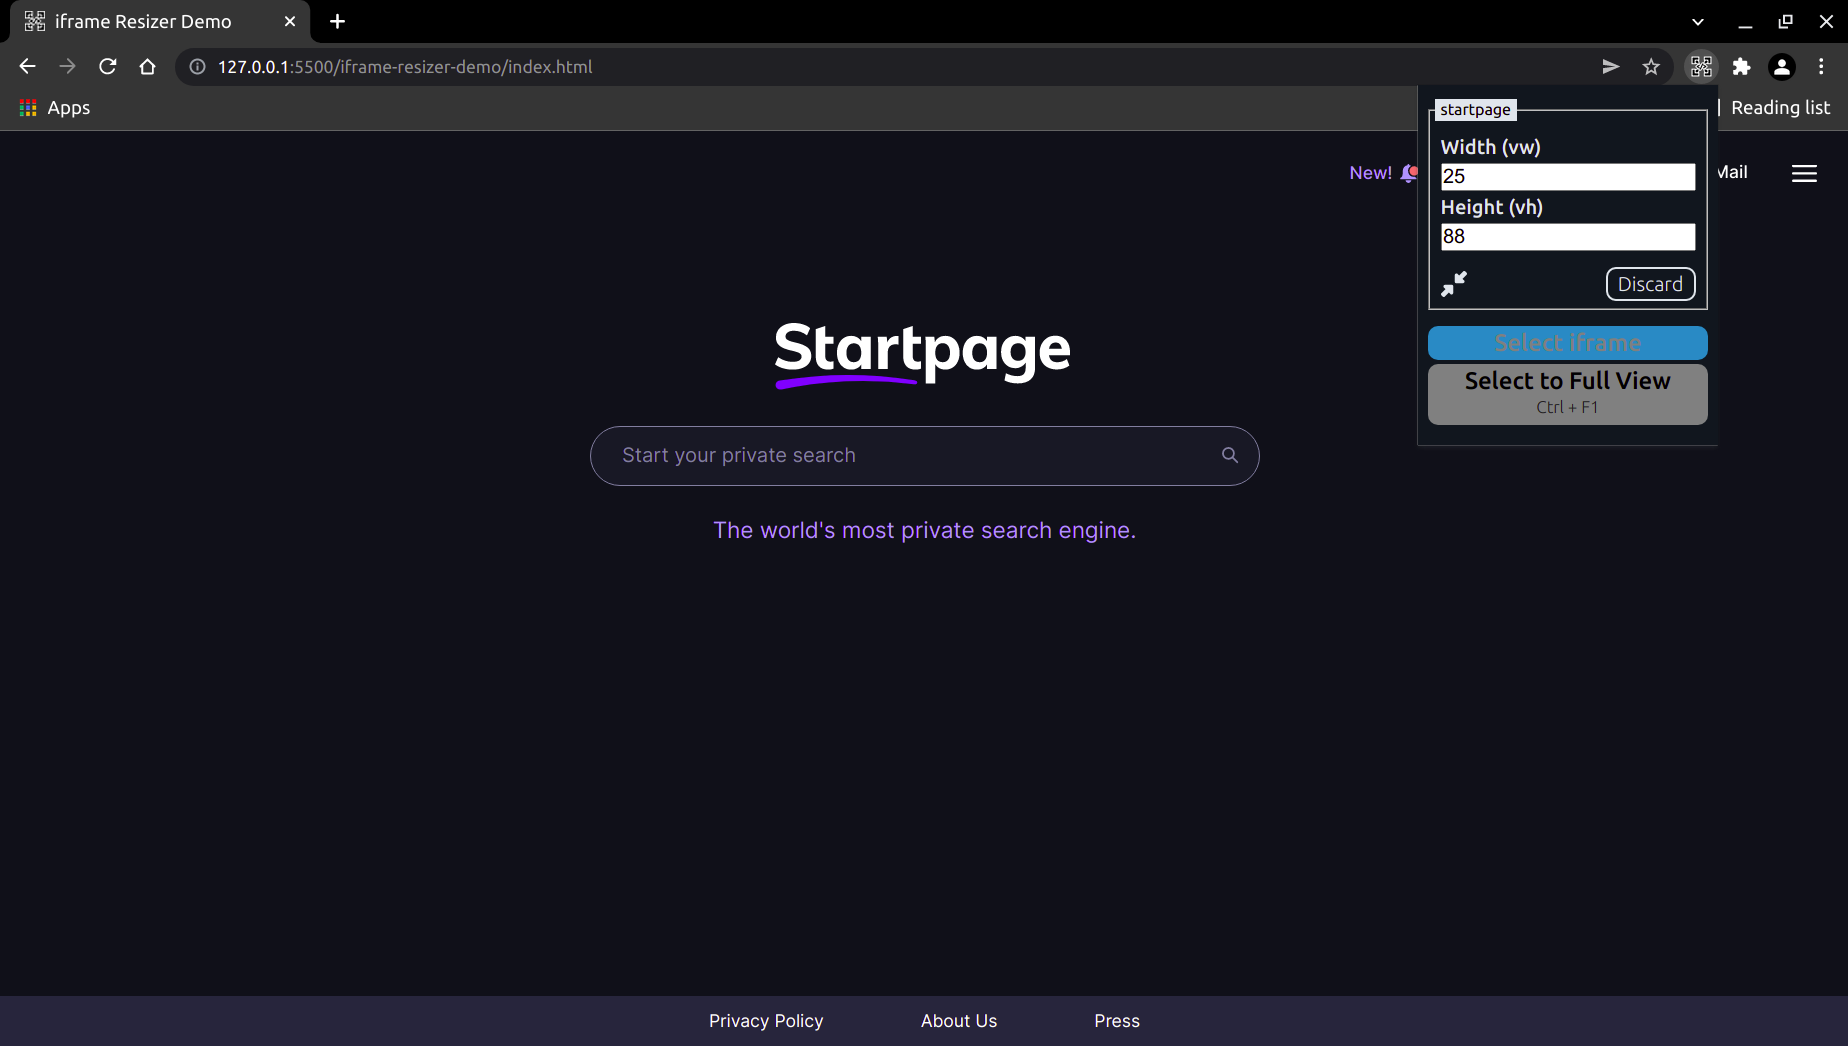 iframe Resizer Demo
127.0.0.1:5500/iframe-resizer-demo/index.html
Apps
Reading list
startpage
Width (vw)
25
Height (vh)
88
Discard
Select iframe
Select to Full View
Ctrl + F1
New!
Mail
Startpage
Start your private search
The world's most private search engine.
Privacy Policy
About Us
Press